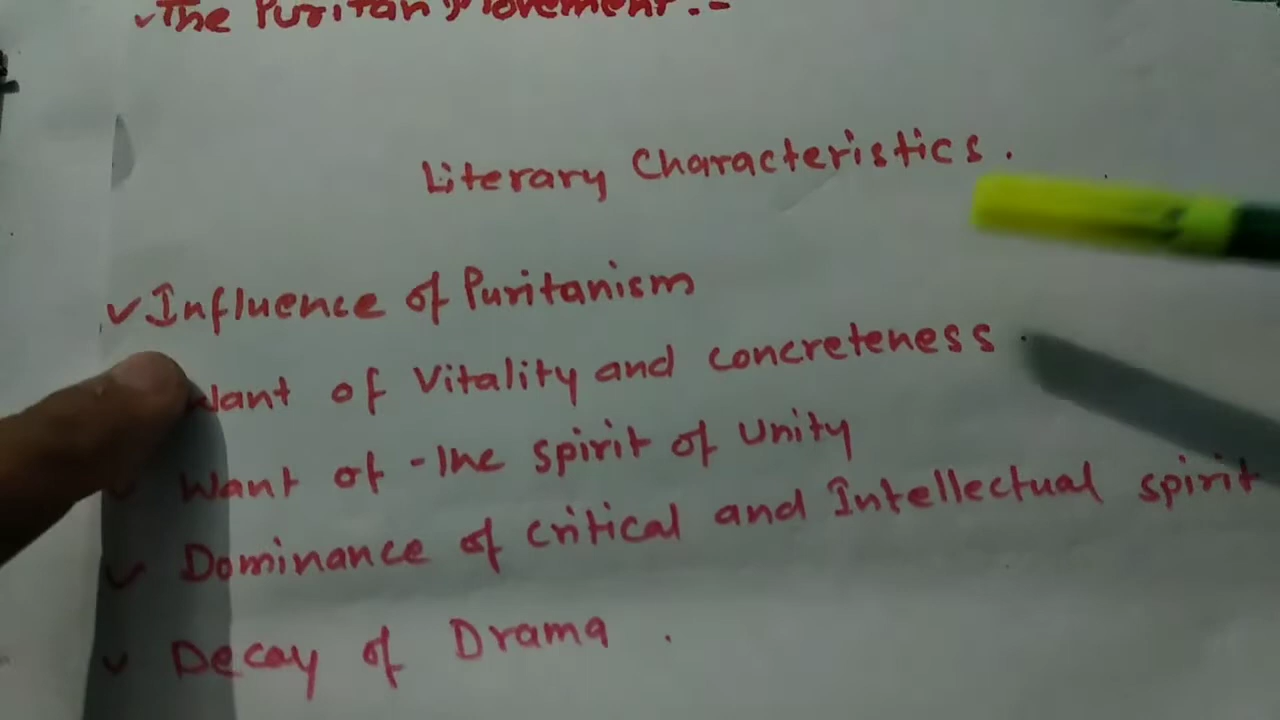 The Puritan Movement :-
Literary Characteristics.
Influence of Puritanism
Want of Vitality and concreteness.
Want of the spirit of Unity
Dominance of critical and Intellectual spirit
Decay of Drama.